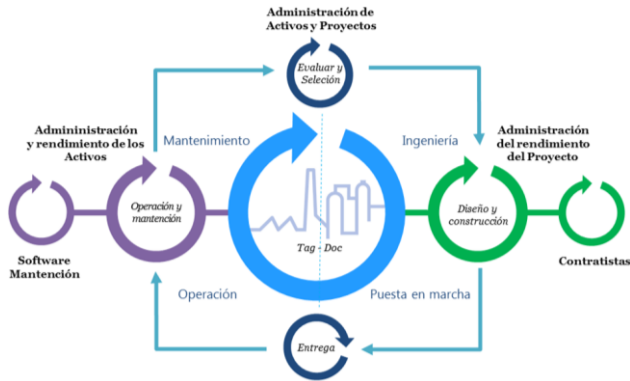 Administración de
Activos y Proyectos
Evaluar y
Seleción
Admininistración
y rendimiento de los
Activos
Mantenimiento
Ingeniería
Administración
del rendimiento
del Proyecto
Operación y
mantención
Diseño y
construcción
Tag - Doc
Software
Mantención
Contratistas
Operación
Puesta en marcha
Entrega